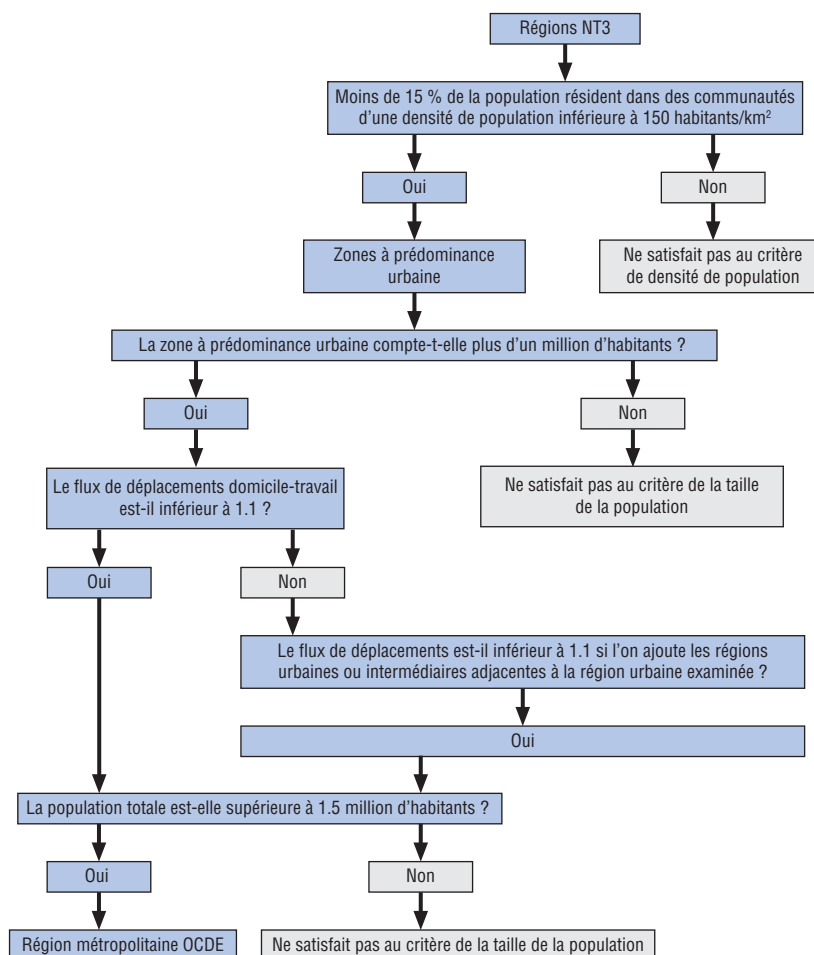 Régions NT3
Moins de 15 % de la population résident dans des communautés
d’une densité de population inférieure à 150 habitants/km²
Oui
Non
Zones à prédominance
urbaine
Ne satisfait pas au critère
de densité de population
La zone à prédominance urbaine compte-t-elle plus d’un million d’habitants ?
Oui
Non
Le flux de déplacements domicile-travail
est-il inférieur à 1.1 ?
Ne satisfait pas au critère de la taille
de la population
Oui
Non
Le flux de déplacements est-il inférieur à 1.1 si l’on ajoute les régions
urbaines ou intermédiaires adjacentes à la région urbaine examinée ?
Oui
La population totale est-elle supérieure à 1.5 million d’habitants ?
Oui
Non
Région métropolitaine OCDE
Ne satisfait pas au critère de la taille de la population